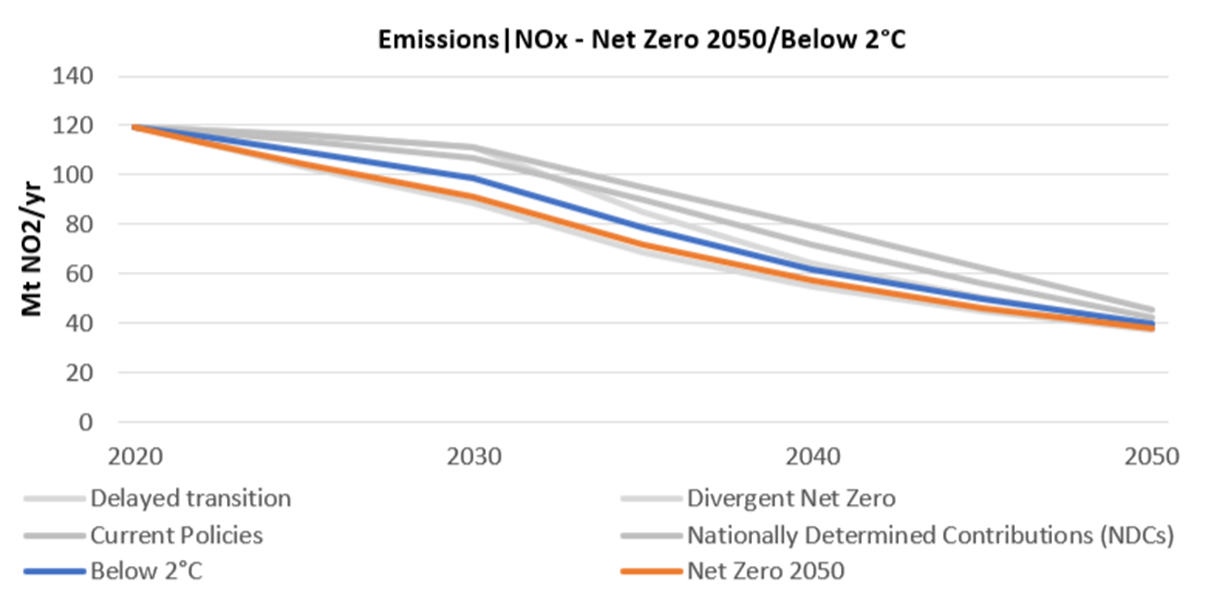 Emissions|NOx - Net Zero 2050/Below 2°C
Mt NO2/yr
140
120
100
80
60
40
20
0
2020 2030 2040 2050
Delayed transition Divergent Net Zero
Current Policies Nationally Determined Contributions (NDCs)
Below 2°C Net Zero 2050